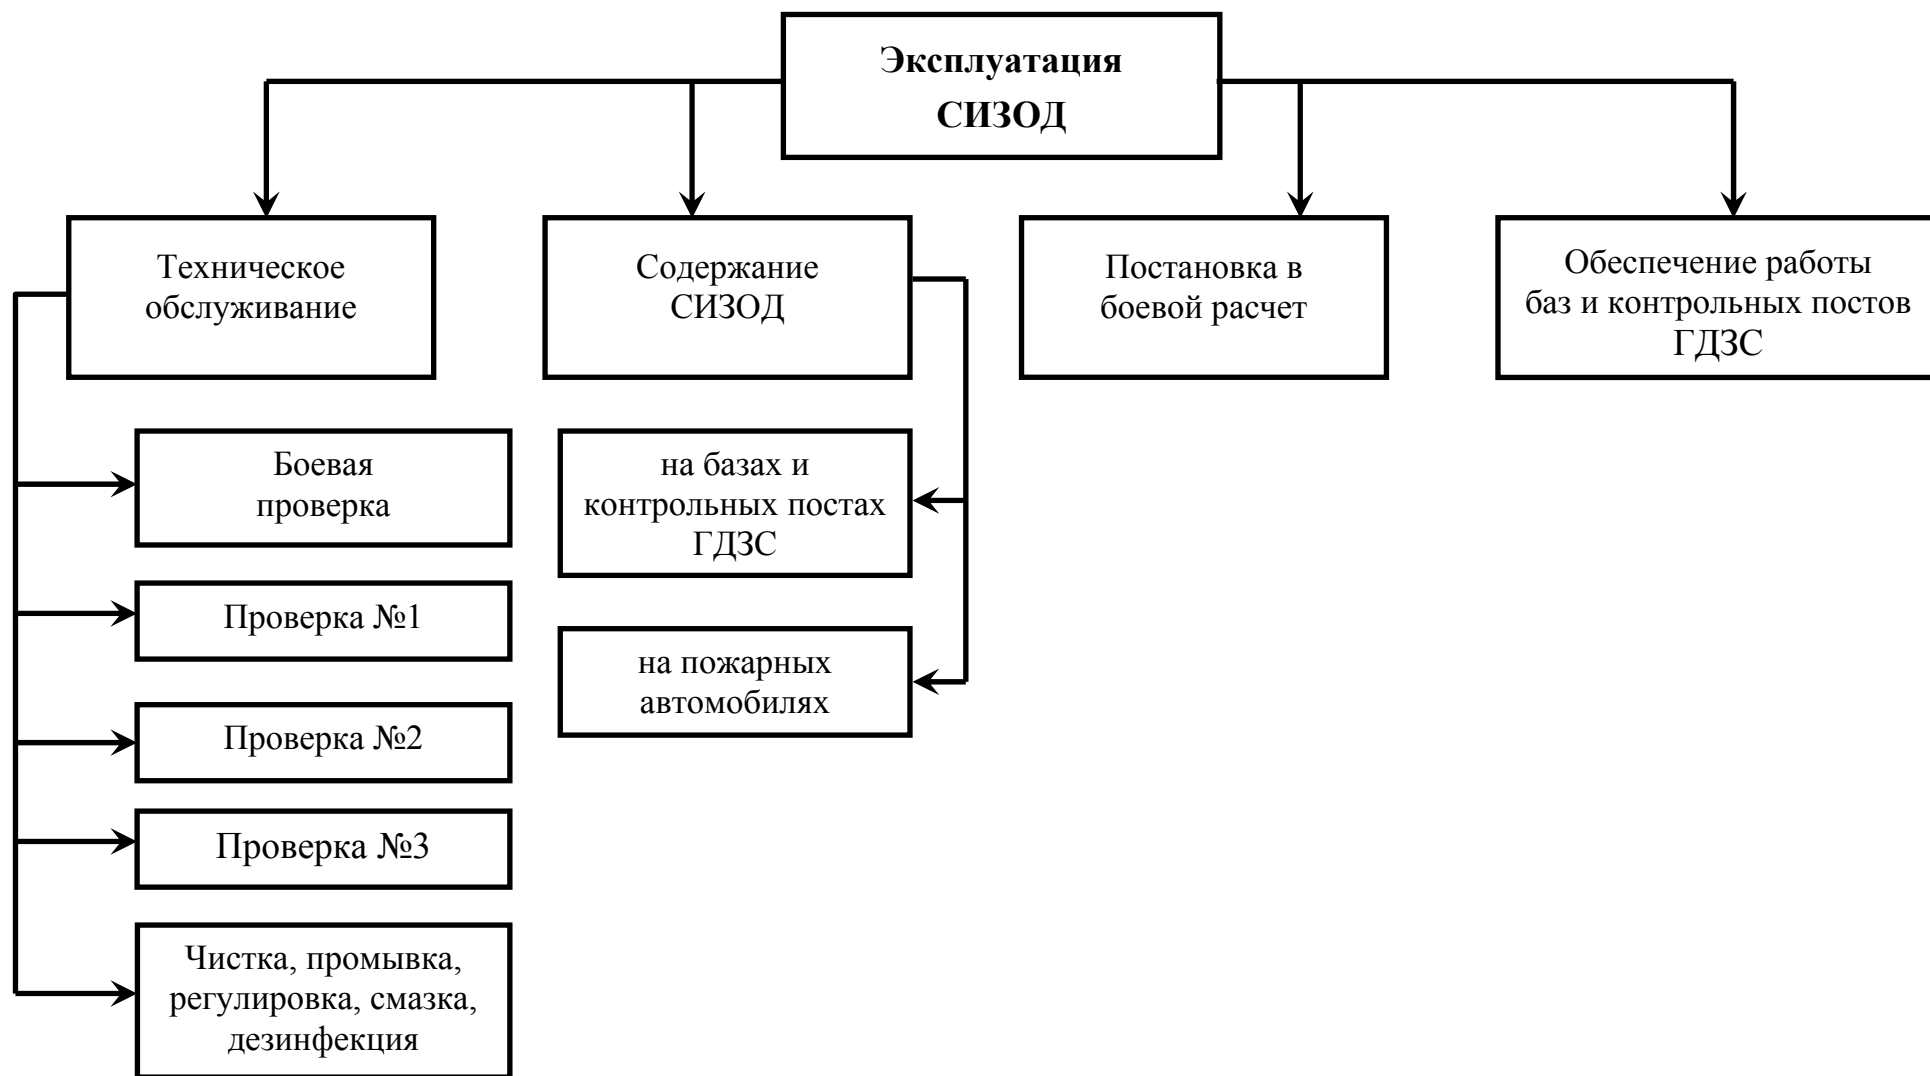 Эксплуатация
СИЗОД
Техническое
обслуживание
Содержание
СИЗОД
Постановка в
боевой расчет
Обеспечение работы
баз и контрольных постов
ГДЗС
Боевая
проверка
Проверка №1
Проверка №2
Проверка №3
Чистка, промывка,
регулировка, смазка,
дезинфекция
на базах и
контрольных постах
ГДЗС
на пожарных
автомобилях